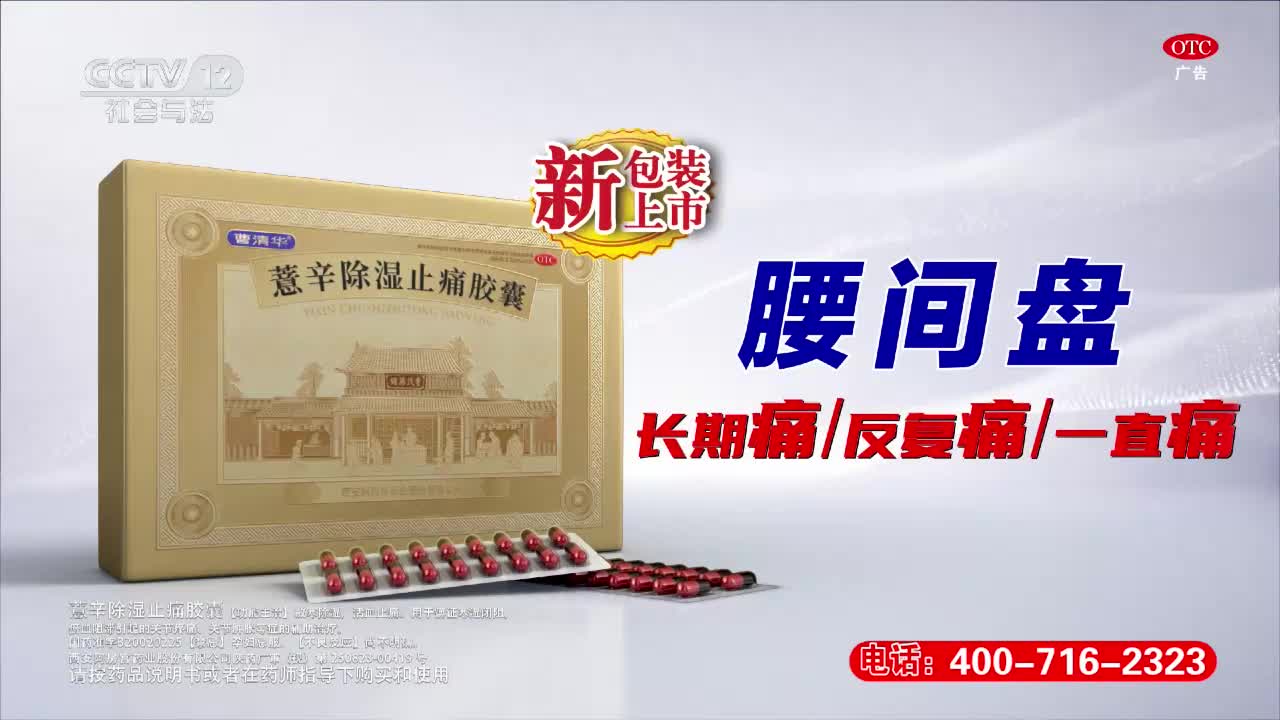 CCTV 12
社会与法
OTC
广告
新包装上市
曹清华
OTC
薏辛除湿止痛胶囊
YIXIN CHUSHIZHITONG JIAONANG
腰间盘
长期痛/反复痛/一直痛
薏辛除湿止痛胶囊
请按药品说明书或者在药师指导下购买和使用
电话：400-716-2323